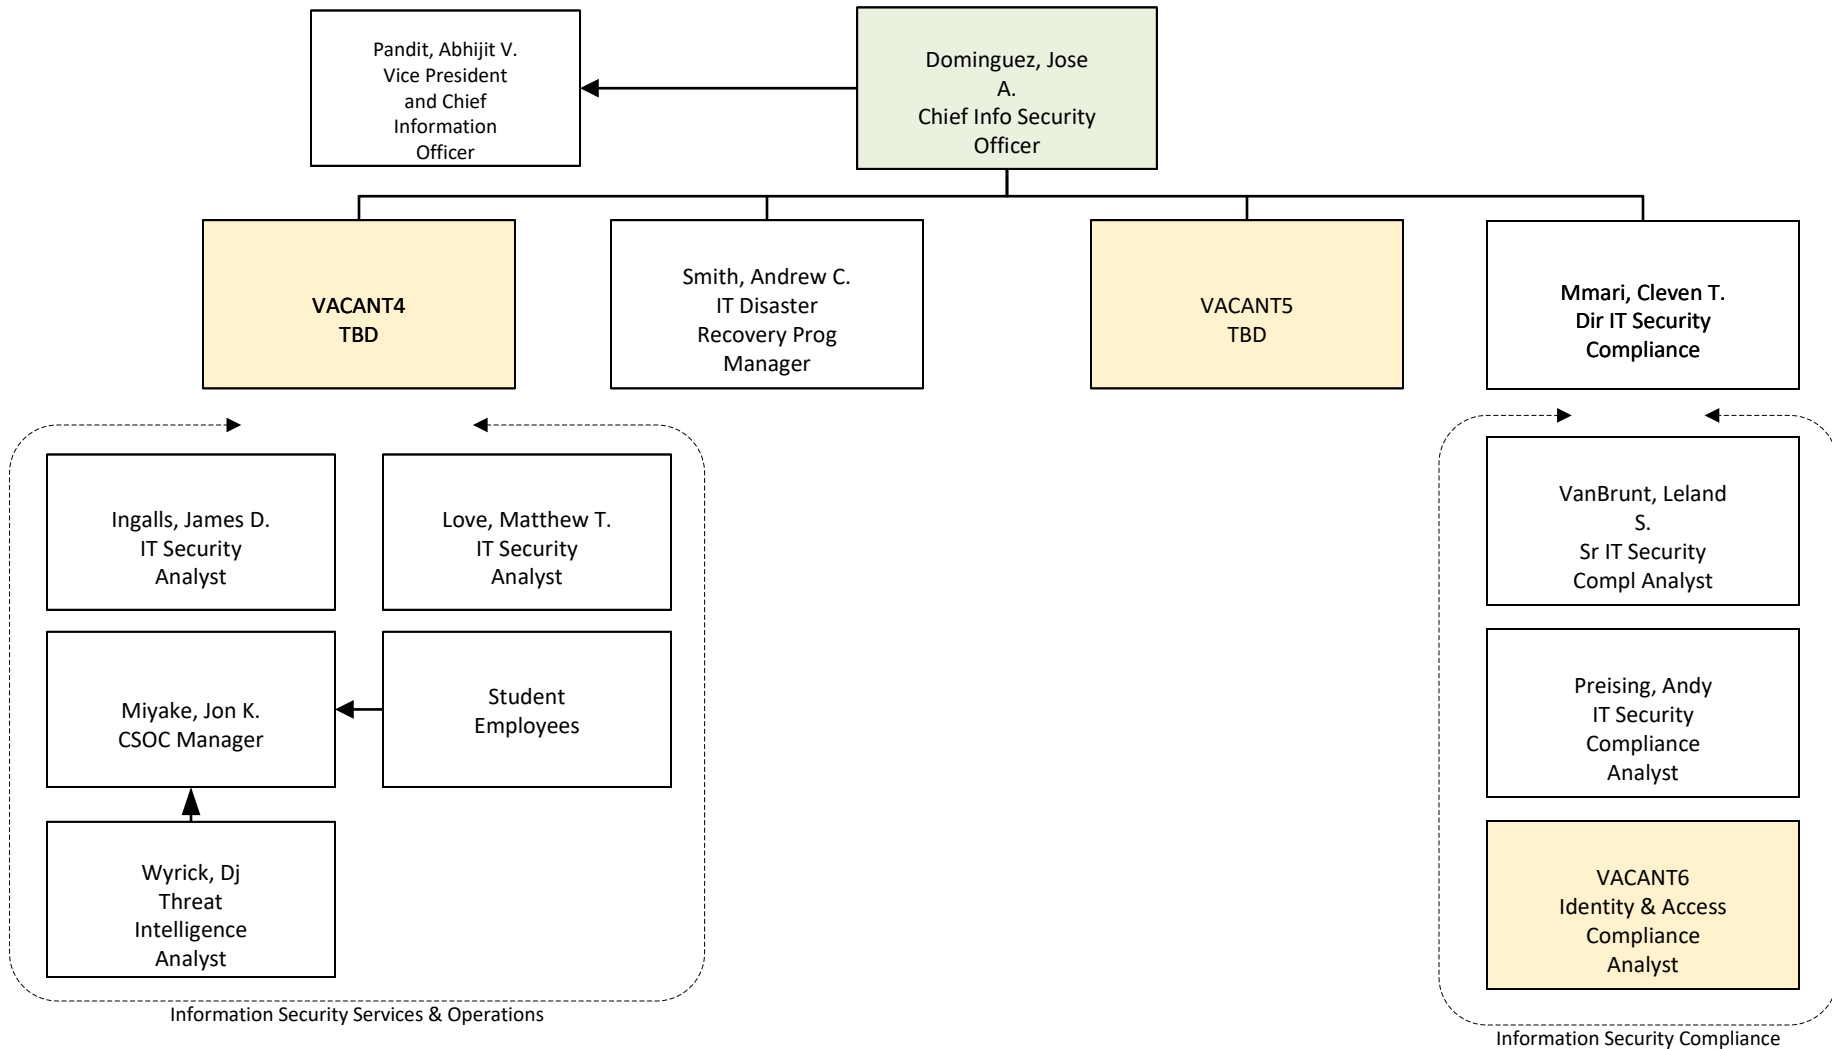 Pandit, Abhijit V.
Vice President
and Chief
Information
Officer
Dominguez, Jose
A.
Chief Info Security
Officer
VACANT4
TBD
Smith, Andrew C.
IT Disaster
Recovery Prog
Manager
VACANT5
TBD
Mmari, Cleven T.
Dir IT Security
Compliance
Ingalls, James D.
IT Security
Analyst
Love, Matthew T.
IT Security
Analyst
Miyake, Jon K.
CSOC Manager
Student
Employees
Wyrick, Dj
Threat
Intelligence
Analyst
Information Security Services & Operations
VanBrunt, Leland
S.
Sr IT Security
Compl Analyst
Preising, Andy
IT Security
Compliance
Analyst
VACANT6
Identity & Access
Compliance
Analyst
Information Security Compliance